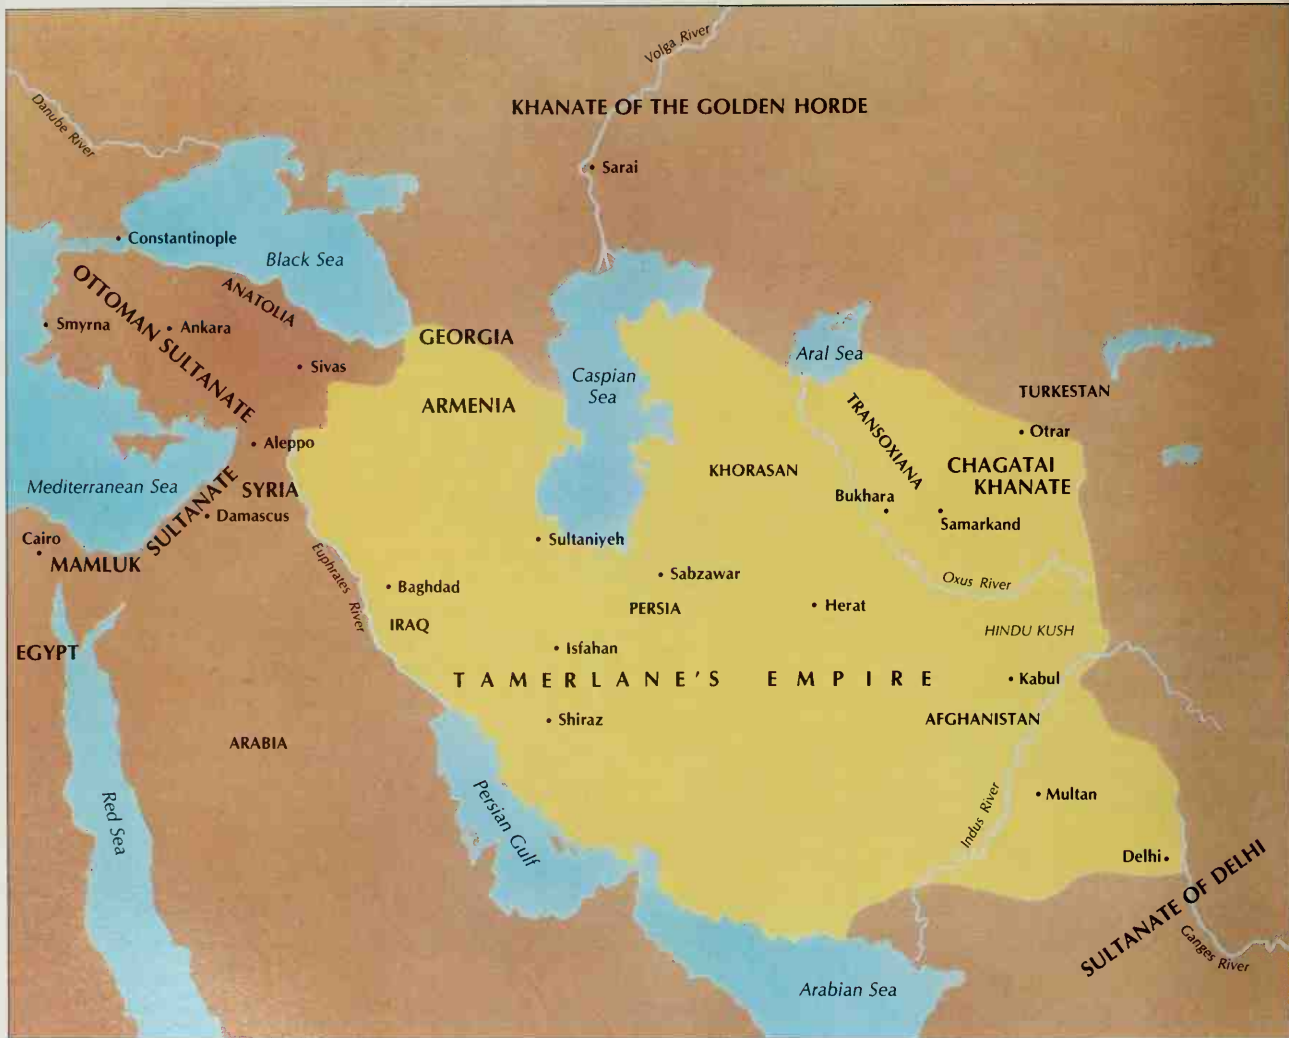 Volga River
KHANATE OF THE GOLDEN HORDE
Danube River
Sarai
Constantinople
Black Sea
OTTOMAN SULTANATE
ANATOLIA
Smyrna
Ankara
Sivas
GEORGIA
ARMENIA
Caspian
Sea
Aral Sea
TURKESTAN
TRANSOXIANA
Otrar
Aleppo
KHORASAN
CHAGATAI
KHANATE
Mediterranean Sea
SYRIA
Bukhara
Samarkand
Damascus
Cairo
MAMLUK SULTANATE
Sultaniyeh
Euphrates River
Baghdad
Sabzawar
Oxus River
PERSIA
Herat
IRAQ
HINDU KUSH
EGYPT
Isfahan
TAMERLANE'S EMPIRE
Kabul
Shiraz
AFGHANISTAN
ARABIA
Red Sea
Persian Gulf
Indus River
Multan
Delhi
SULTANATE OF DELHI
Ganges River
Arabian Sea